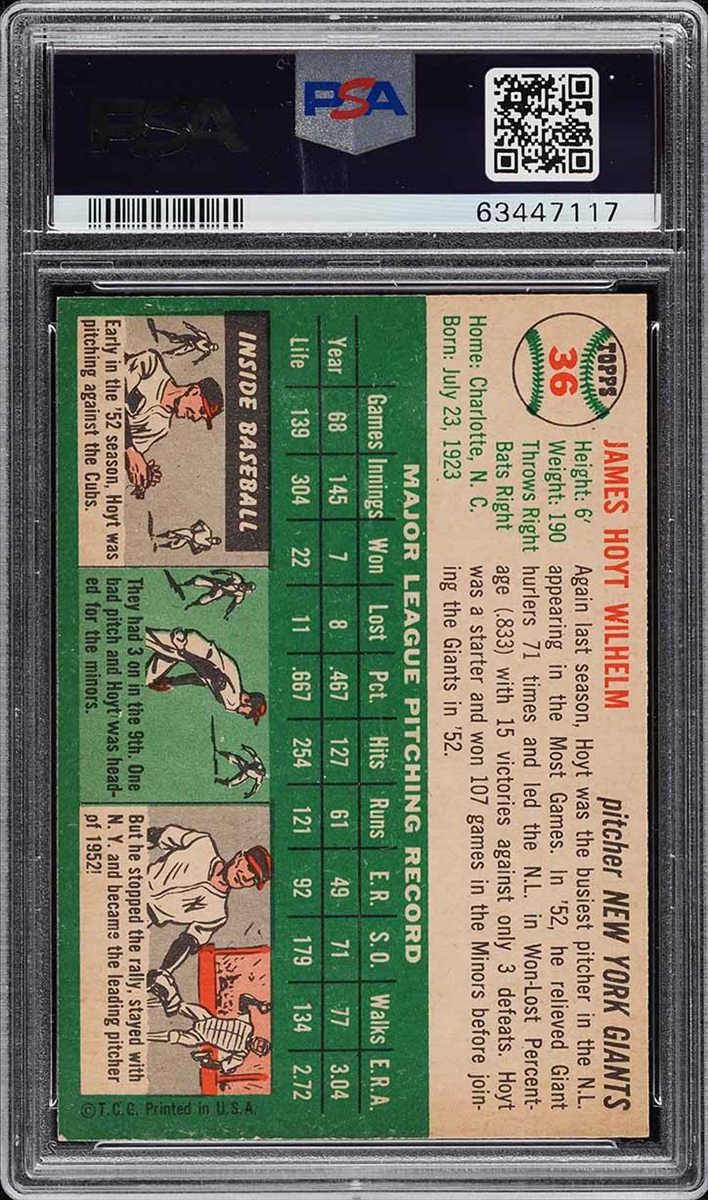 PSA
PSA
63447117
TOPPS
36
JAMES HOYT WILHELM
pitcher NEW YORK GIANTS
Height: 6'
Weight: 190
Throws Right
Bats Right
Home: Charlotte, N. C.
Born: July 23, 1923
Again last season, Hoyt was the busiest pitcher in the N.L.
appearing in the Most Games. In '52, he relieved Giant
hurlers 71 times and led the N.L. in Won-Lost Percent-
age (.833) with 15 victories against only 3 defeats. Hoyt
was a starter and won 107 games in the Minors before join-
ing the Giants in '52.
MAJOR LEAGUE PITCHING RECORD
Games Innings Won Lost Pct. Hits Runs E.R. S.O. Walks E.R.A.
Year 68 145 7 8 .467 127 61 49 71 77 3.04
Life 139 304 22 11 .667 254 121 92 179 134 2.72
INSIDE BASEBALL
Early in the '52 season, Hoyt was
pitching against the Cubs.
They had 3 on in the 9th. One
bad pitch and Hoyt was head-
ed for the minors.
But he stopped the rally, stayed with
N. Y. and became the leading pitcher
of 1952!
©T.C.G. Printed in U.S.A.